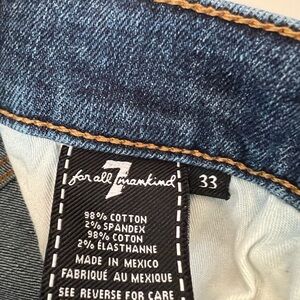 7 for all mankind
33
98% COTTON
2% SPANDEX
98% COTON
2% ÉLASTHANNE
MADE IN MEXICO
FABRIQUÉ AU MEXIQUE
SEE REVERSE FOR CARE